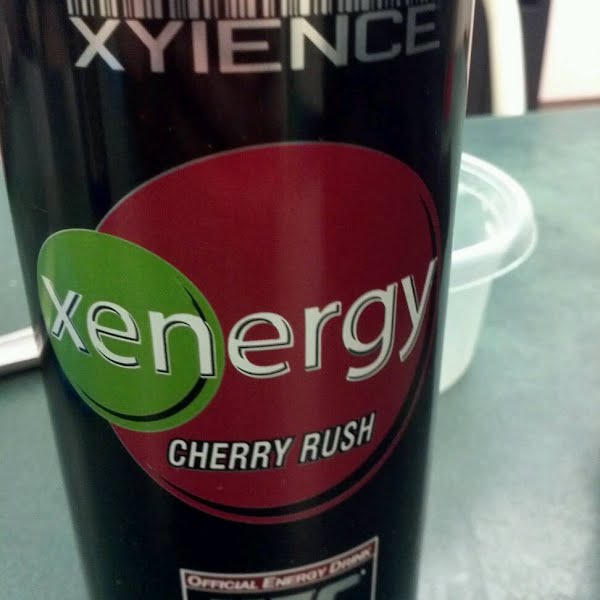 XYIENCE
xenergy
CHERRY RUSH
OFFICIAL ENERGY DRINK